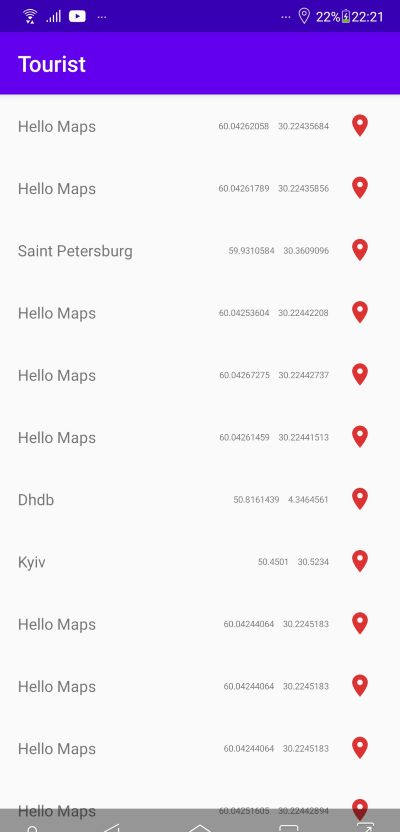 ··· ··· 22% 22:21
Tourist
Hello Maps 60.04262058 30.22435684
Hello Maps 60.04261789 30.22435856
Saint Petersburg 59.9310584 30.3609096
Hello Maps 60.04253604 30.22442208
Hello Maps 60.04267275 30.22442737
Hello Maps 60.04261459 30.22441513
Dhdb 50.8161439 4.3464561
Kyiv 50.4501 30.5234
Hello Maps 60.04244064 30.2245183
Hello Maps 60.04244064 30.2245183
Hello Maps 60.04244064 30.2245183
Hello Maps 60.04251605 30.22442894